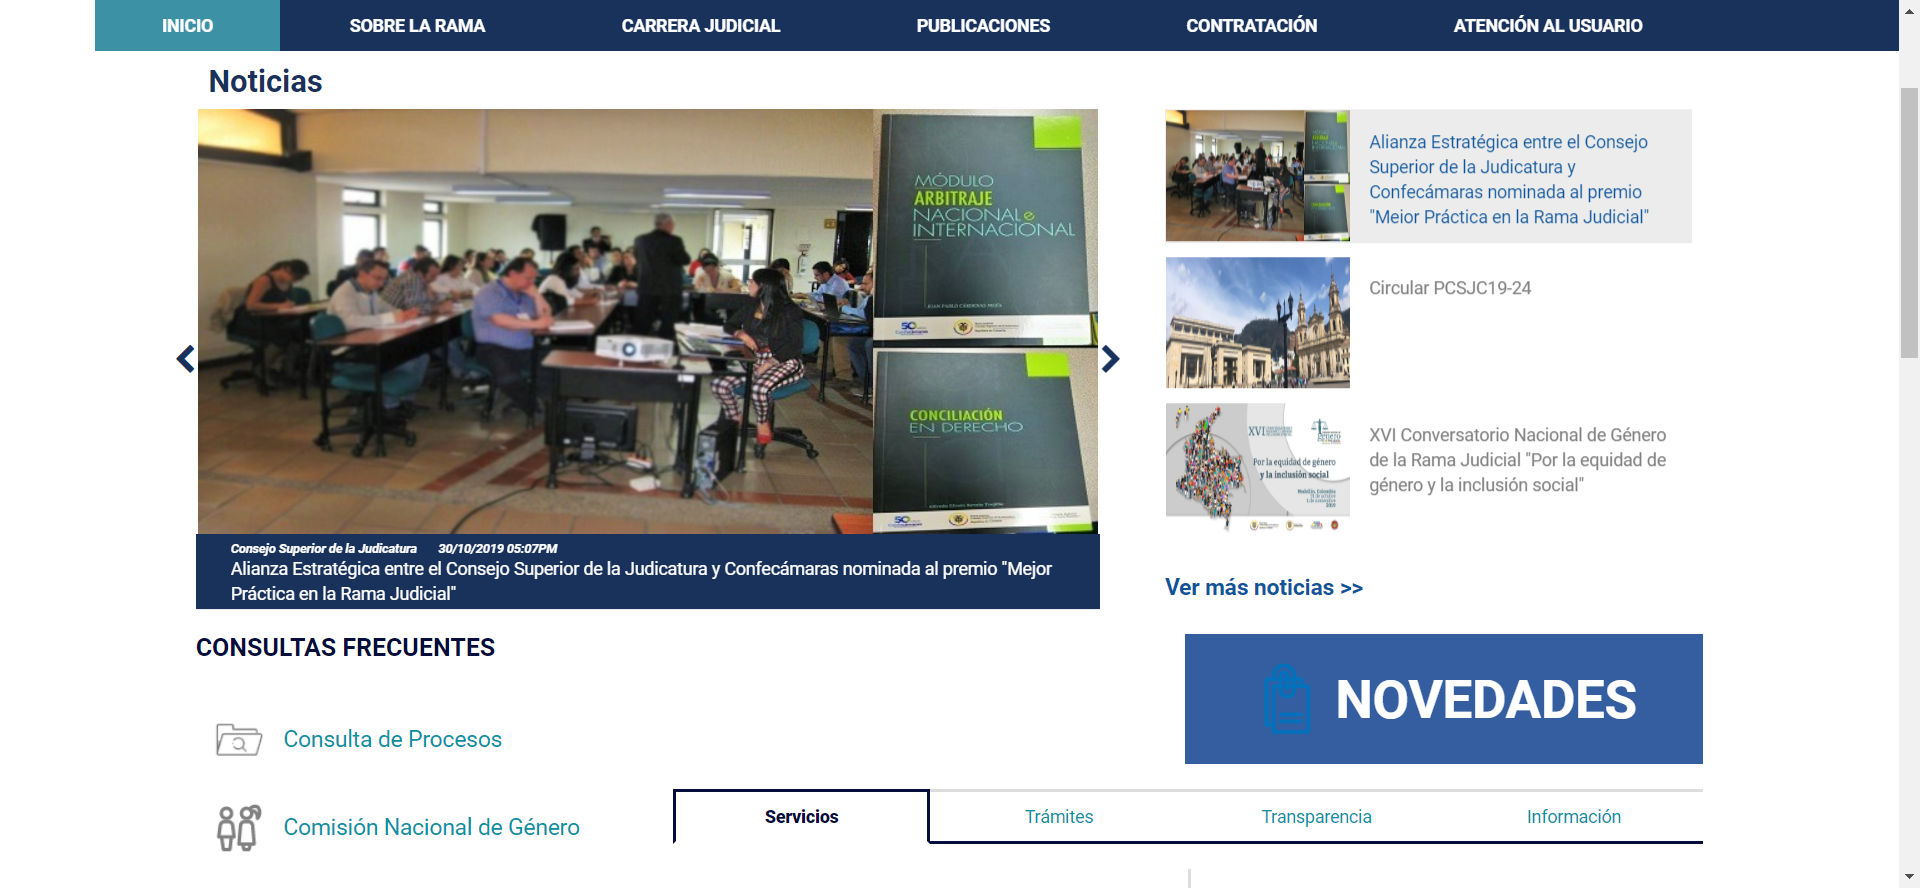 INICIO
SOBRE LA RAMA
CARRERA JUDICIAL
PUBLICACIONES
CONTRATACIÓN
ATENCIÓN AL USUARIO
Noticias
MÓDULO
ARBITRAJE
NACIONAL e
INTERNACIONAL
CONCILIACIÓN
EN DERECHO
Consejo Superior de la Judicatura 30/10/2019 05:07PM
Alianza Estratégica entre el Consejo Superior de la Judicatura y Confecámaras nominada al premio "Mejor
Práctica en la Rama Judicial"
Alianza Estratégica entre el Consejo
Superior de la Judicatura y
Confecámaras nominada al premio
"Mejor Práctica en la Rama Judicial"
Circular PCSJC19-24
XVI
género
Por la equidad de género
y la inclusión social
Medellín, Colombia
2019
XVI Conversatorio Nacional de Género
de la Rama Judicial "Por la equidad de
género y la inclusión social"
Ver más noticias >>
CONSULTAS FRECUENTES
NOVEDADES
Consulta de Procesos
Comisión Nacional de Género
Servicios
Trámites
Transparencia
Información